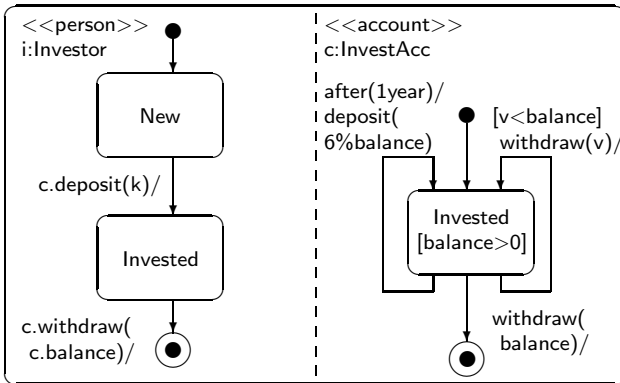 <<person>>
i:Investor
New
c.deposit(k)/
Invested
c.withdraw(
c.balance)/
<<account>>
c:InvestAcc
after(1year)/
deposit(
6%balance)
[v<balance]
withdraw(v)/
Invested
[balance>0]
withdraw(
balance)/